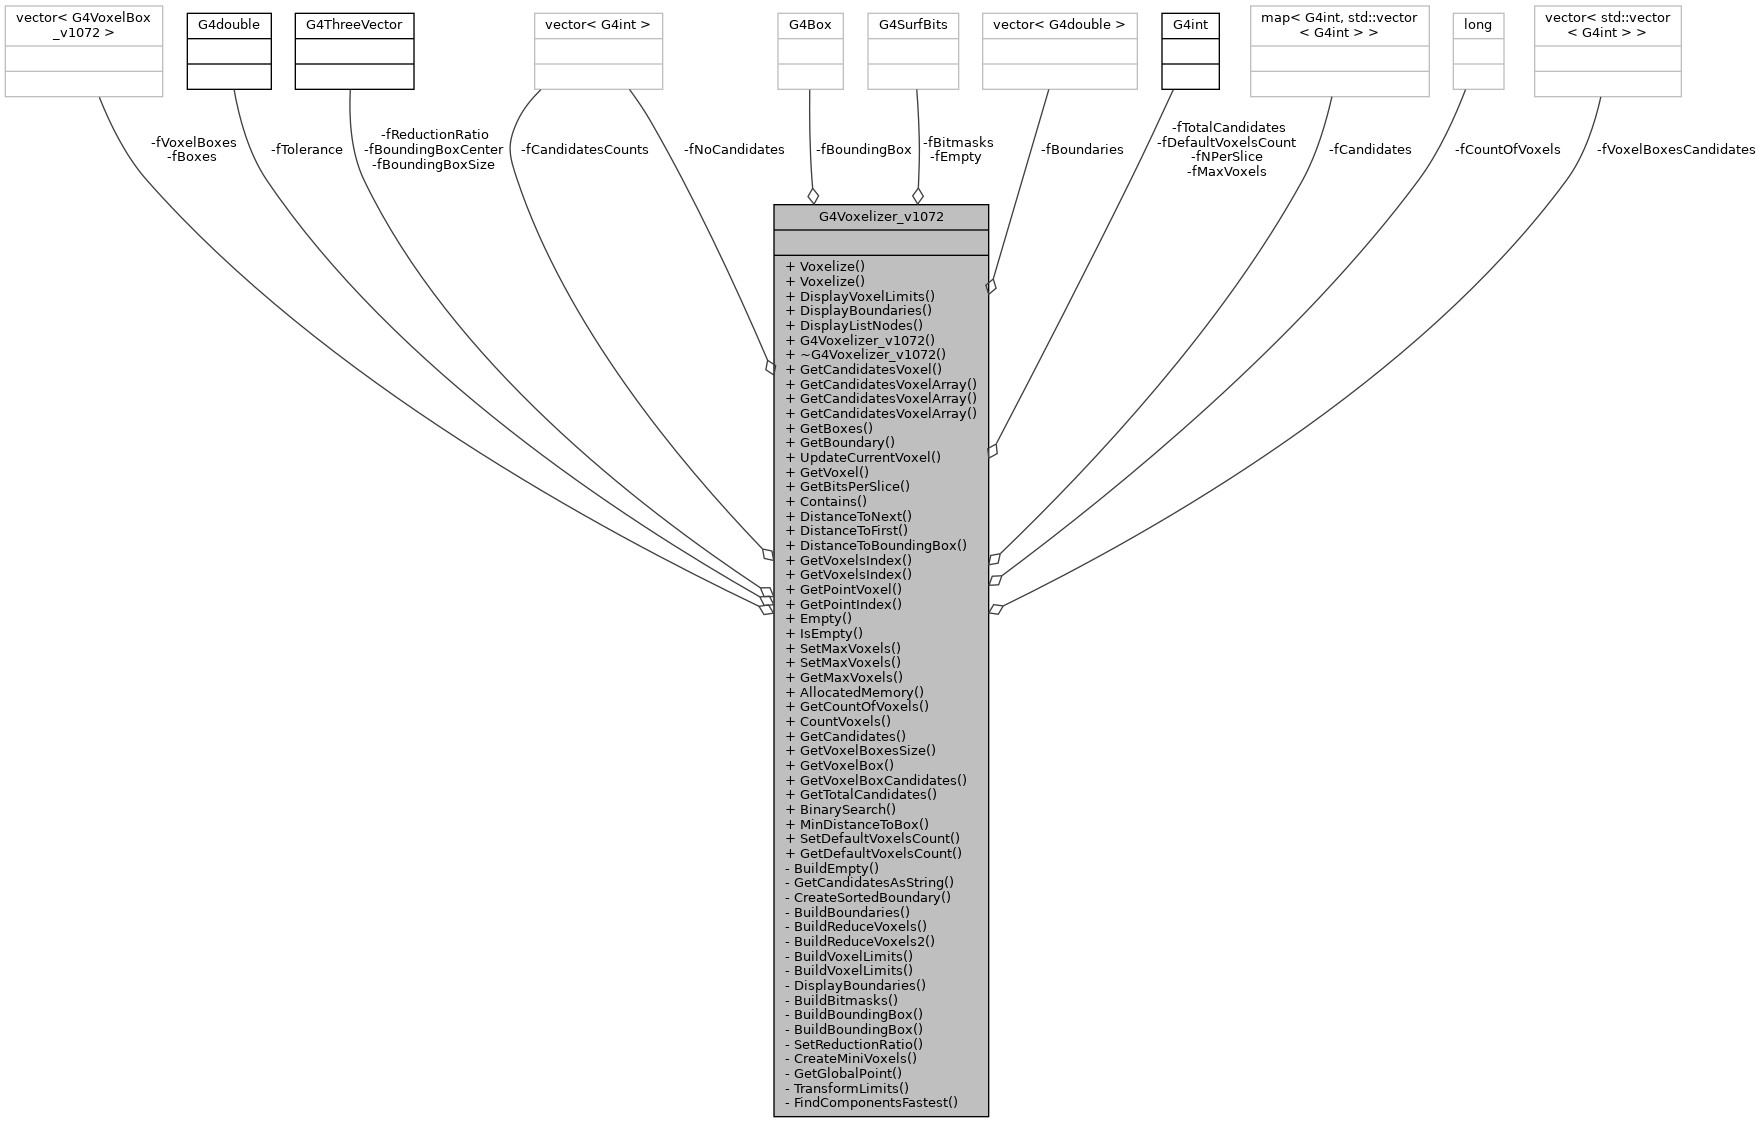 vector< G4VoxelBox
_v1072 >
G4double
G4ThreeVector
vector< G4int >
G4Box
G4SurfBits
vector< G4double >
G4int
map< G4int, std::vector
< G4int > >
long
vector< std::vector
< G4int > >
-fVoxelBoxes
-fBoxes
-fTolerance
-fReductionRatio
-fBoundingBoxCenter
-fBoundingBoxSize
-fCandidatesCounts
-fNoCandidates
-fBoundingBox
-fBitmasks
-fEmpty
-fBoundaries
-fTotalCandidates
-fDefaultVoxelsCount
-fNPerSlice
-fMaxVoxels
-fCandidates
-fCountOfVoxels
-fVoxelBoxesCandidates
G4Voxelizer_v1072
+ Voxelize()
+ Voxelize()
+ DisplayVoxelLimits()
+ DisplayBoundaries()
+ DisplayListNodes()
+ G4Voxelizer_v1072()
+ ~G4Voxelizer_v1072()
+ GetCandidatesVoxel()
+ GetCandidatesVoxelArray()
+ GetCandidatesVoxelArray()
+ GetCandidatesVoxelArray()
+ GetBoxes()
+ GetBoundary()
+ UpdateCurrentVoxel()
+ GetVoxel()
+ GetBitsPerSlice()
+ Contains()
+ DistanceToNext()
+ DistanceToFirst()
+ DistanceToBoundingBox()
+ GetVoxelsIndex()
+ GetVoxelsIndex()
+ GetPointVoxel()
+ GetPointIndex()
+ Empty()
+ IsEmpty()
+ SetMaxVoxels()
+ SetMaxVoxels()
+ GetMaxVoxels()
+ AllocatedMemory()
+ GetCountOfVoxels()
+ CountVoxels()
+ GetCandidates()
+ GetVoxelBoxesSize()
+ GetVoxelBox()
+ GetVoxelBoxCandidates()
+ GetTotalCandidates()
+ BinarySearch()
+ MinDistanceToBox()
+ SetDefaultVoxelsCount()
+ GetDefaultVoxelsCount()
- BuildEmpty()
- GetCandidatesAsString()
- CreateSortedBoundary()
- BuildBoundaries()
- BuildReduceVoxels()
- BuildReduceVoxels2()
- BuildVoxelLimits()
- BuildVoxelLimits()
- DisplayBoundaries()
- BuildBitmasks()
- BuildBoundingBox()
- BuildBoundingBox()
- SetReductionRatio()
- CreateMiniVoxels()
- GetGlobalPoint()
- TransformLimits()
- FindComponentsFastest()